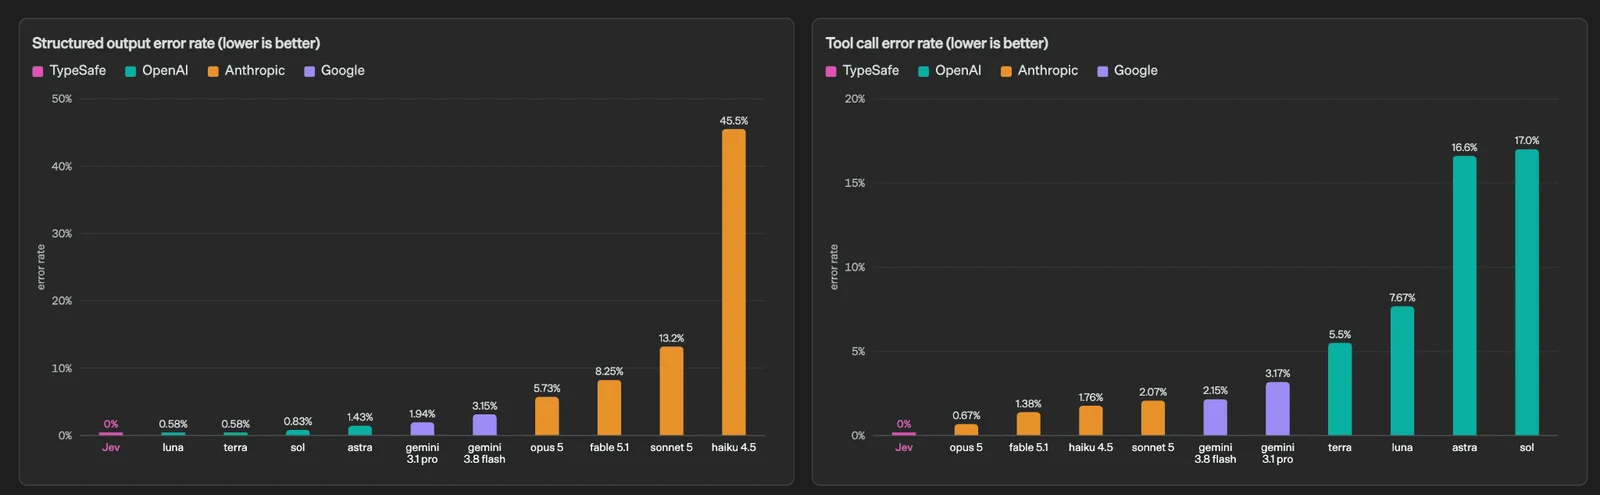 Structured output error rate (lower is better)
TypeSafe OpenAI Anthropic Google
50%
40%
30%
20%
10%
0%
error rate
0%
0.58%
0.58%
0.83%
1.43%
1.94%
3.15%
5.73%
8.25%
13.2%
45.5%
Jev
luna
terra
sol
astra
gemini
3.1 pro
gemini
3.8 flash
opus 5
fable 5.1
sonnet 5
haiku 4.5
Tool call error rate (lower is better)
TypeSafe OpenAI Anthropic Google
20%
15%
10%
5%
0%
error rate
0%
0.67%
1.38%
1.76%
2.07%
2.15%
3.17%
5.5%
7.67%
16.6%
17.0%
Jev
opus 5
fable 5.1
haiku 4.5
sonnet 5
gemini
3.8 flash
gemini
3.1 pro
terra
luna
astra
sol